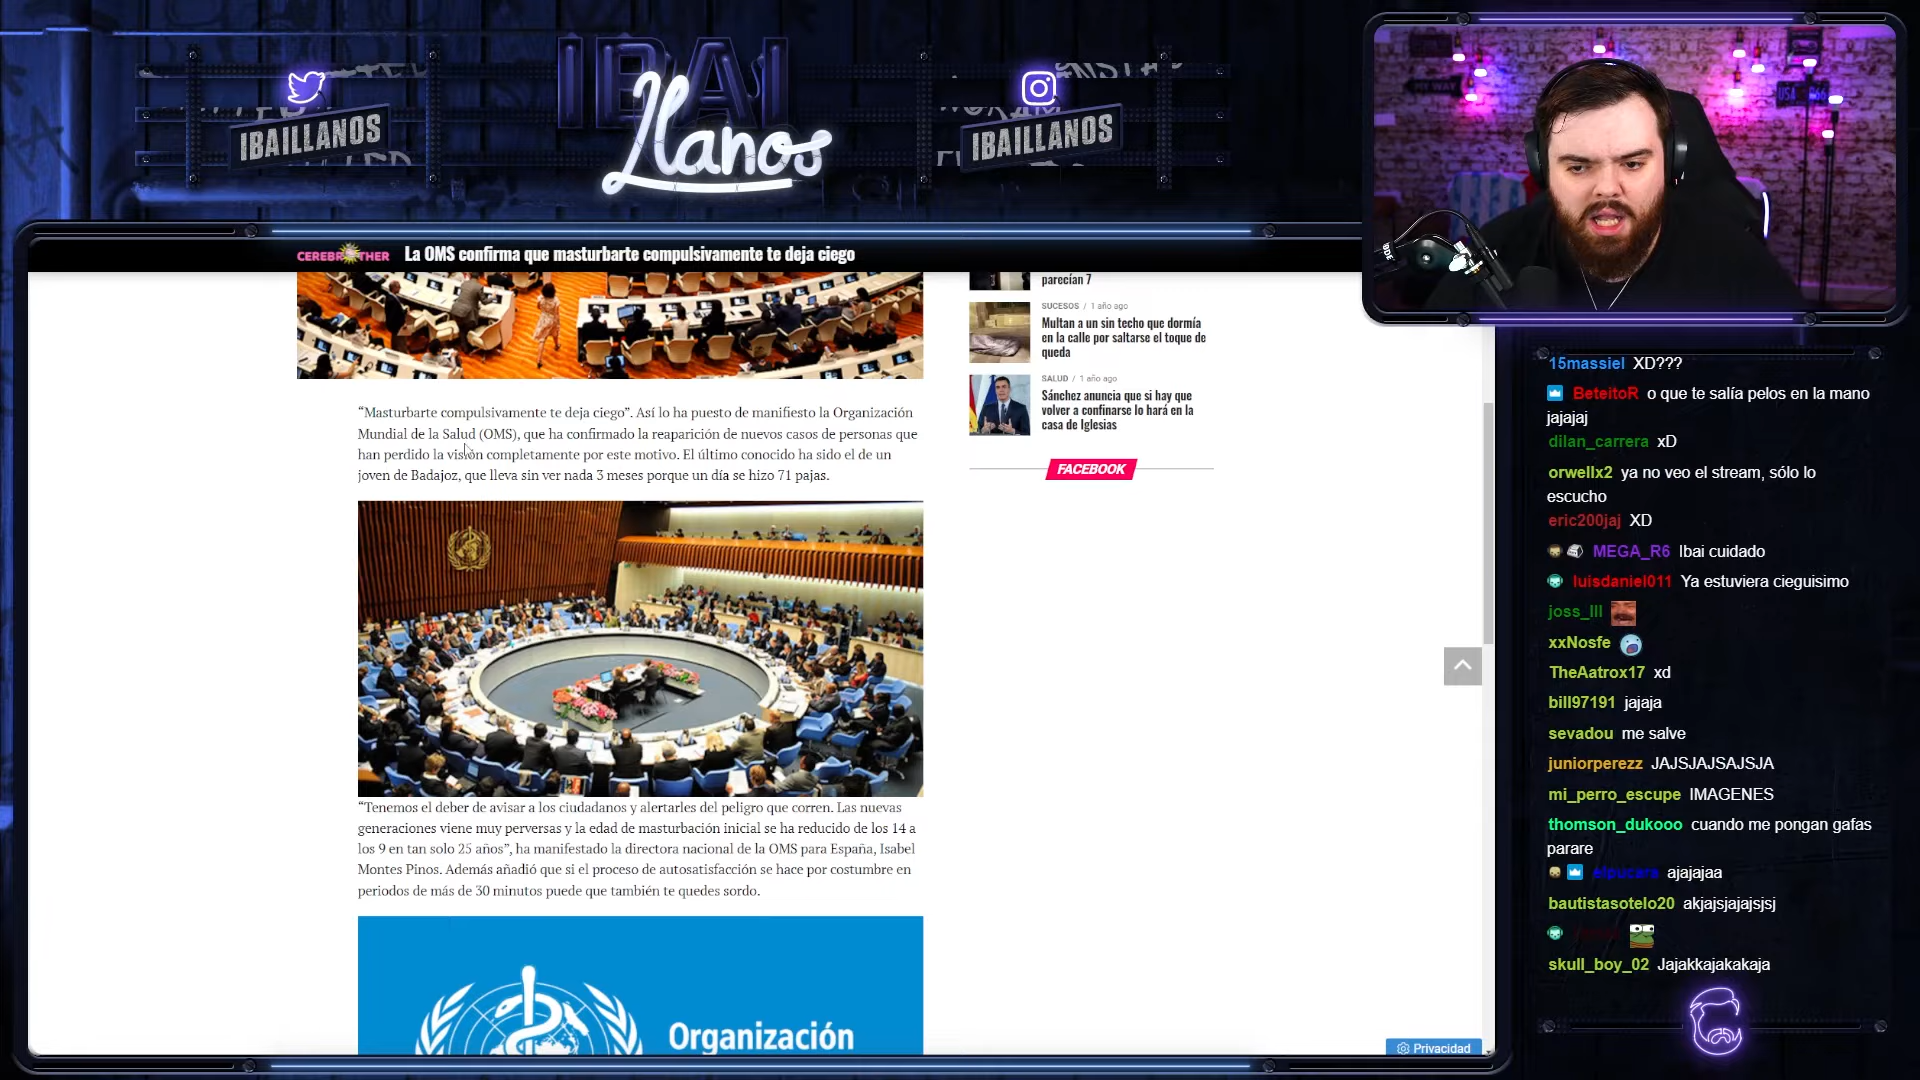 IBAI
Llanos
IBAILLANOS
IBAILLANOS
MY WAY
USA
CEREBROTHER
La OMS confirma que masturbarte compulsivamente te deja ciego
parecían 7
SUCESOS / 1 año ago
Multan a un sin techo que dormía
en la calle por saltarse el toque de
queda
SALUD / 1 año ago
Sánchez anuncia que si hay que
volver a confinarse lo hará en la
casa de Iglesias
FACEBOOK
“Masturbarte compulsivamente te deja ciego”. Así lo ha puesto de manifiesto la Organización
Mundial de la Salud (OMS), que ha confirmado la reaparición de nuevos casos de personas que
han perdido la visión completamente por este motivo. El último conocido ha sido el de un
joven de Badajoz, que lleva sin ver nada 3 meses porque un día se hizo 71 pajas.
“Tenemos el deber de avisar a los ciudadanos y alertarles del peligro que corren. Las nuevas
generaciones viene muy perversas y la edad de masturbación inicial se ha reducido de los 14 a
los 9 en tan solo 25 años”, ha manifestado la directora nacional de la OMS para España, Isabel
Montes Pinos. Además añadió que si el proceso de autosatisfacción se hace por costumbre en
periodos de más de 30 minutos puede que también te quedes sordo.
Organización
Privacidad
15massiel XD???
BeteitoR o que te salía pelos en la mano
jajajaj
dilan_carrera xD
orwellx2 ya no veo el stream, sólo lo
escucho
eric200jaj XD
MEGA_R6 Ibai cuidado
luisdaniel011 Ya estuviera cieguisimo
joss_lll
xxNosfe
TheAatrox17 xd
bill97191 jajaja
sevadou me salve
juniorperezz JAJSJAJSAJSJA
mi_perro_escupe IMAGENES
thomson_dukooo cuando me pongan gafas
parare
elpucara ajajajaa
bautistasotelo20 akjajsjajajsjsj
skull_boy_02 Jajakkajakakaja